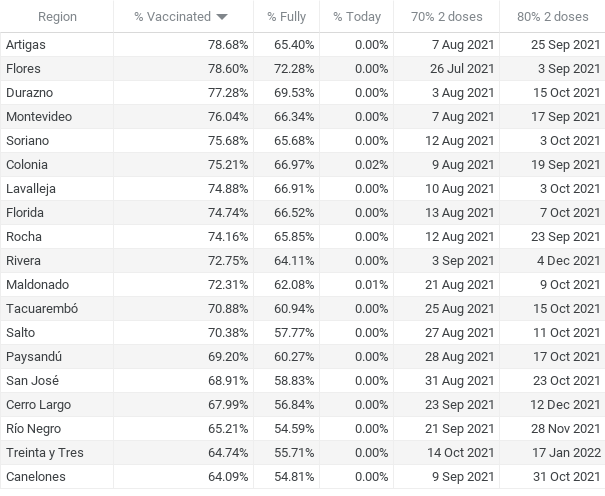 Region % Vaccinated % Fully % Today 70% 2 doses 80% 2 doses
Artigas 78.68% 65.40% 0.00% 7 Aug 2021 25 Sep 2021
Flores 78.60% 72.28% 0.00% 26 Jul 2021 3 Sep 2021
Durazno 77.28% 69.53% 0.00% 3 Aug 2021 15 Oct 2021
Montevideo 76.04% 66.34% 0.00% 7 Aug 2021 17 Sep 2021
Soriano 75.68% 65.68% 0.00% 12 Aug 2021 3 Oct 2021
Colonia 75.21% 66.97% 0.02% 9 Aug 2021 19 Sep 2021
Lavalleja 74.88% 66.91% 0.00% 10 Aug 2021 3 Oct 2021
Florida 74.74% 66.52% 0.00% 13 Aug 2021 7 Oct 2021
Rocha 74.16% 65.85% 0.00% 12 Aug 2021 23 Sep 2021
Rivera 72.75% 64.11% 0.00% 3 Sep 2021 4 Dec 2021
Maldonado 72.31% 62.08% 0.01% 21 Aug 2021 9 Oct 2021
Tacuarembó 70.88% 60.94% 0.00% 25 Aug 2021 15 Oct 2021
Salto 70.38% 57.77% 0.00% 27 Aug 2021 11 Oct 2021
Paysandú 69.20% 60.27% 0.00% 28 Aug 2021 17 Oct 2021
San José 68.91% 58.83% 0.00% 31 Aug 2021 23 Oct 2021
Cerro Largo 67.99% 56.84% 0.00% 23 Sep 2021 12 Dec 2021
Río Negro 65.21% 54.59% 0.00% 21 Sep 2021 28 Nov 2021
Treinta y Tres 64.74% 55.71% 0.00% 14 Oct 2021 17 Jan 2022
Canelones 64.09% 54.81% 0.00% 9 Sep 2021 31 Oct 2021